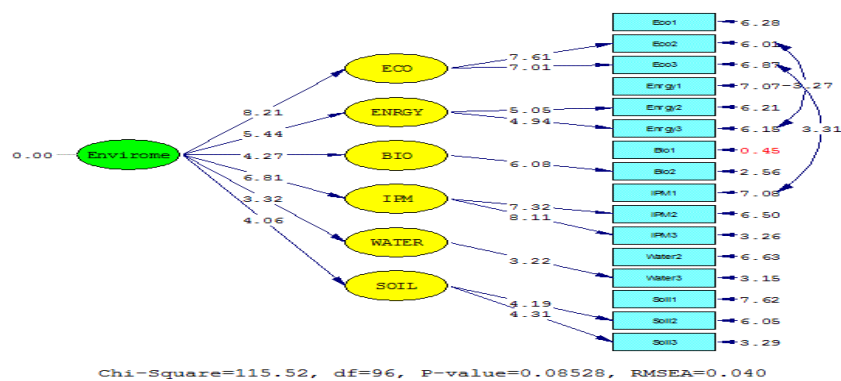 Eco1 6.28
Eco2 6.01
7.61
ECO 7.01 Eco3 6.87
Enrgy1 7.07 3.27
8.21
ENRGY 5.05 Enrgy2 6.21
5.44 4.94 Enrgy3 6.15 3.31
0.00 Envirome 4.27 BIO Bio1 0.45
6.08 Bio2 2.56
6.81
IPM IPM1 7.08
3.32 7.32 IPM2 6.50
8.11
4.06 IPM3 3.26
WATER Water2 6.63
3.22 Water3 3.15
SOIL Soil1 7.62
4.19
4.31 Soil2 6.05
Soil3 3.29
Chi-Square=115.52, df=96, P-value=0.08528, RMSEA=0.040